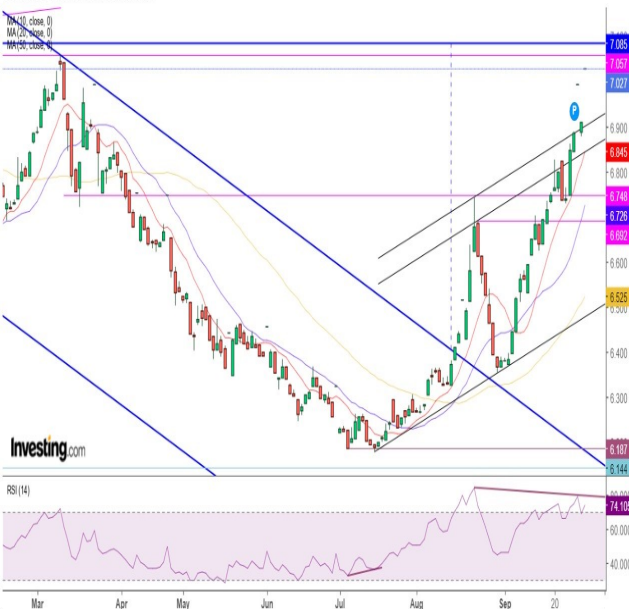 MA (10, close, 0)
MA (20, close, 0)
MA (50, close, 0)
7.085
7.057
7.027
6.900
6.845
6.800
6.748
6.726
6.692
6.600
6.525
6.500
6.400
6.300
6.187
6.144
P
Investing.com
RSI (14)
80.000
74.105
60.000
40.000
Mar
Apr
May
Jun
Jul
Aug
Sep
20